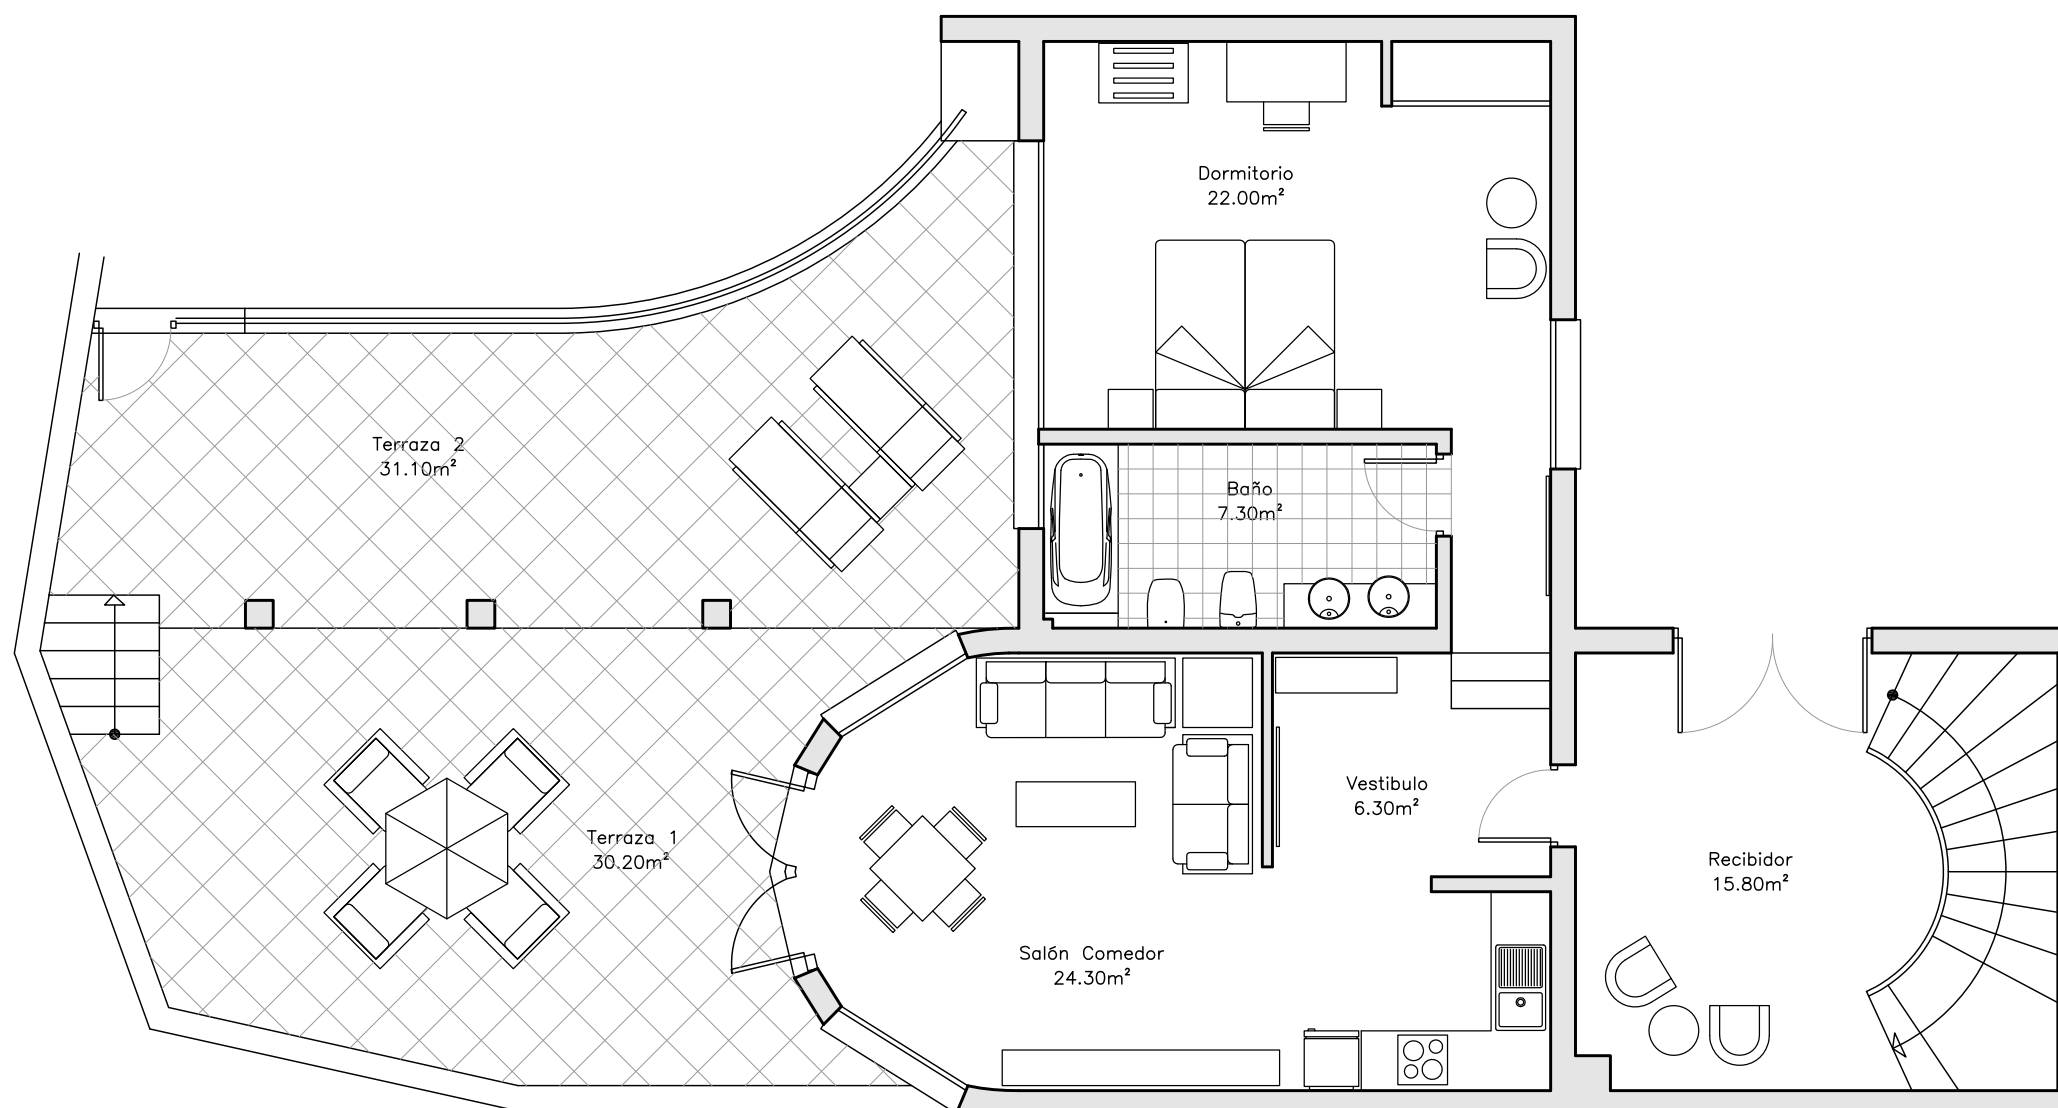 Dormitorio
22.00m²
Terraza 2
31.10m²
Baño
7.30m²
Vestibulo
6.30m²
Terraza 1
30.20m²
Recibidor
15.80m²
Salón Comedor
24.30m²